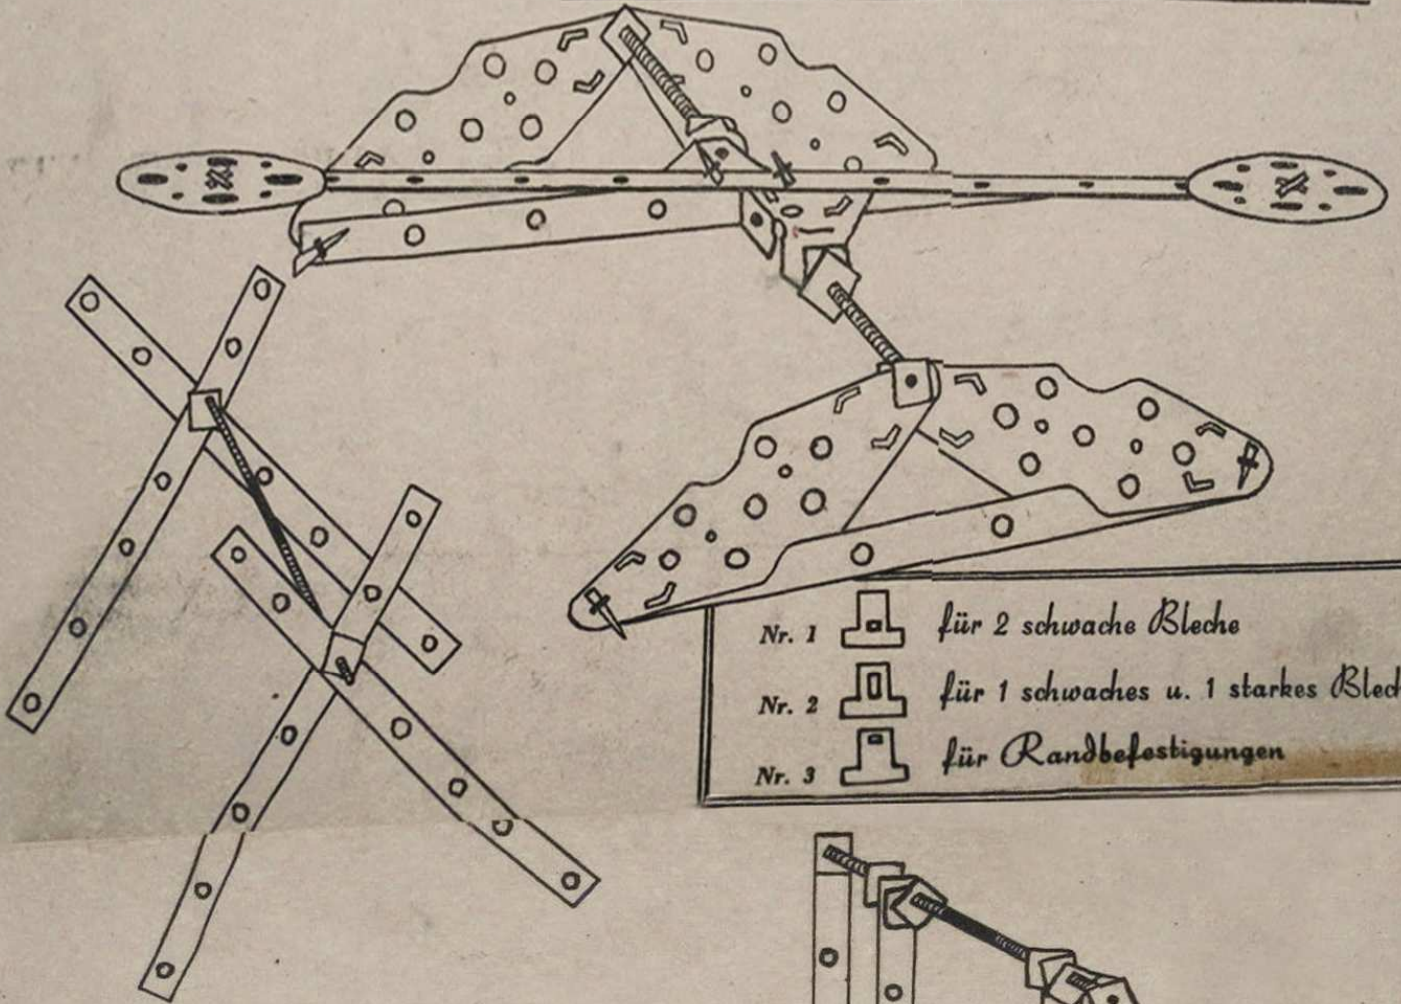 Nr. 1 für 2 schwache Bleche
Nr. 2 für 1 schwaches u. 1 starkes Blech
Nr. 3 für Randbefestigungen